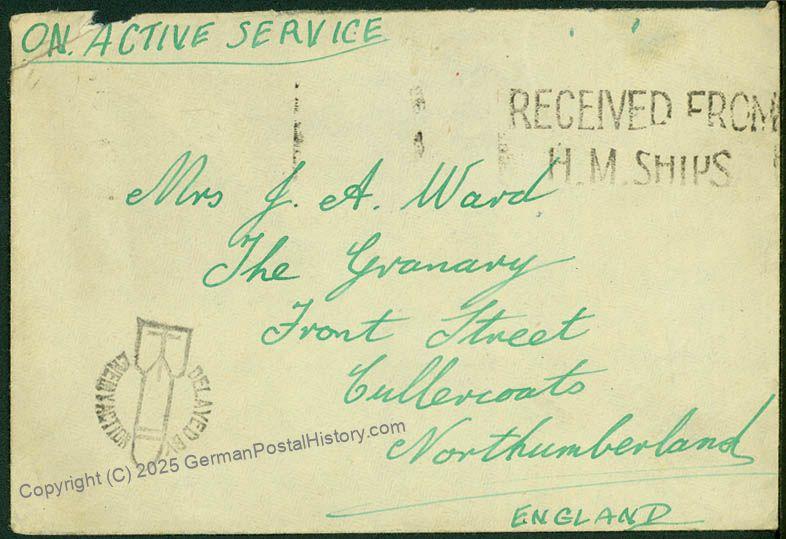 ON ACTIVE SERVICE
RECEIVED FROM
H.M. SHIPS
Mrs J. A. Ward
The Granary
Front Street
Cullercoats
Northumberland
ENGLAND
DELAYED BY
ENEMY ACTION
Copyright (C) 2025 GermanPostalHistory.com